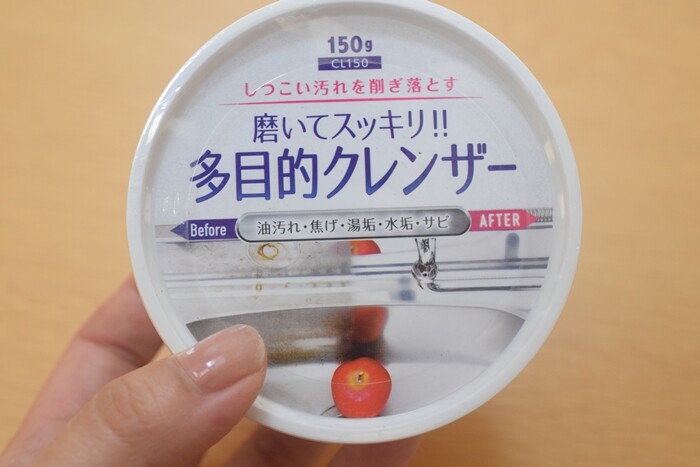 150g
CL150
しつこい汚れを削ぎ落とす
磨いてスッキリ!!
多目的クレンザー
Before 油汚れ・焦げ・湯垢・水垢・サビ AFTER